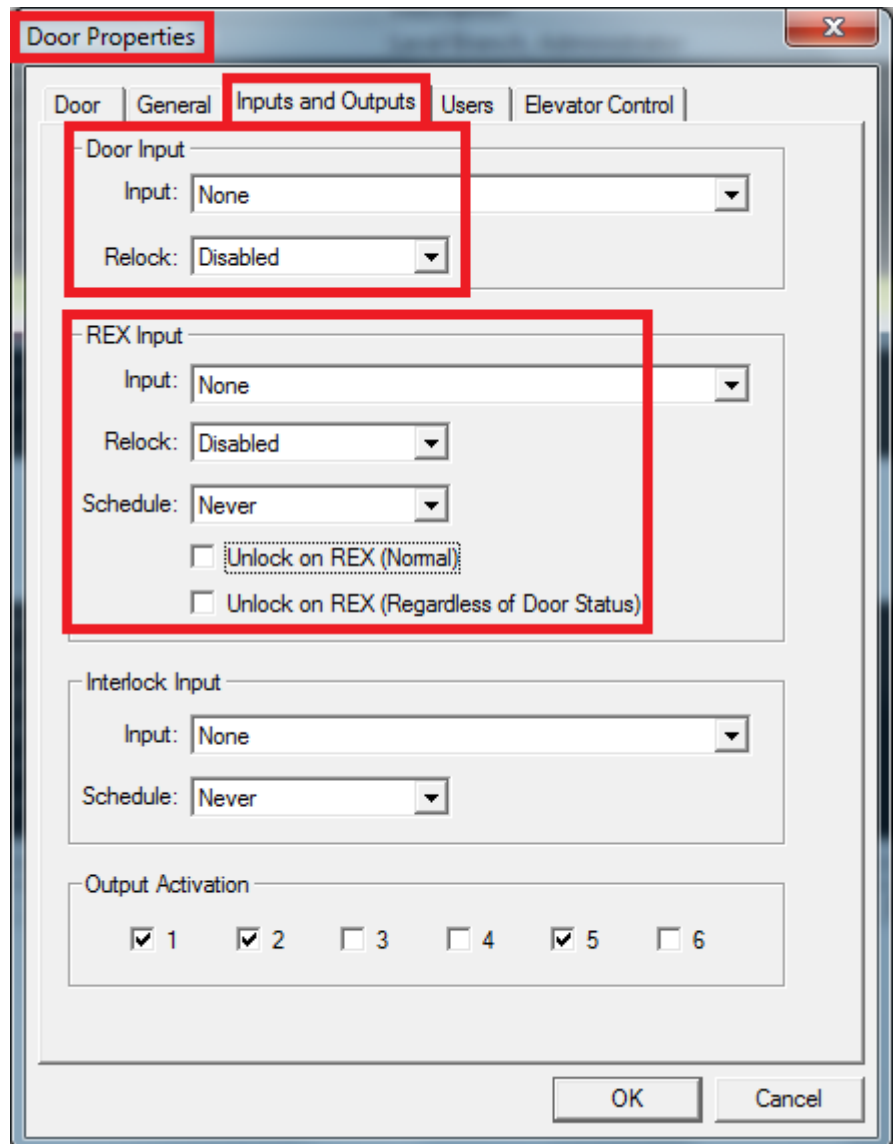 Door Properties
Door General Inputs and Outputs Users Elevator Control
Door Input
Input: None
Relock: Disabled
REX Input
Input: None
Relock: Disabled
Schedule: Never
Unlock on REX (Normal)
Unlock on REX (Regardless of Door Status)
Interlock Input
Input: None
Schedule: Never
Output Activation
1 2 3 4 5 6
OK Cancel